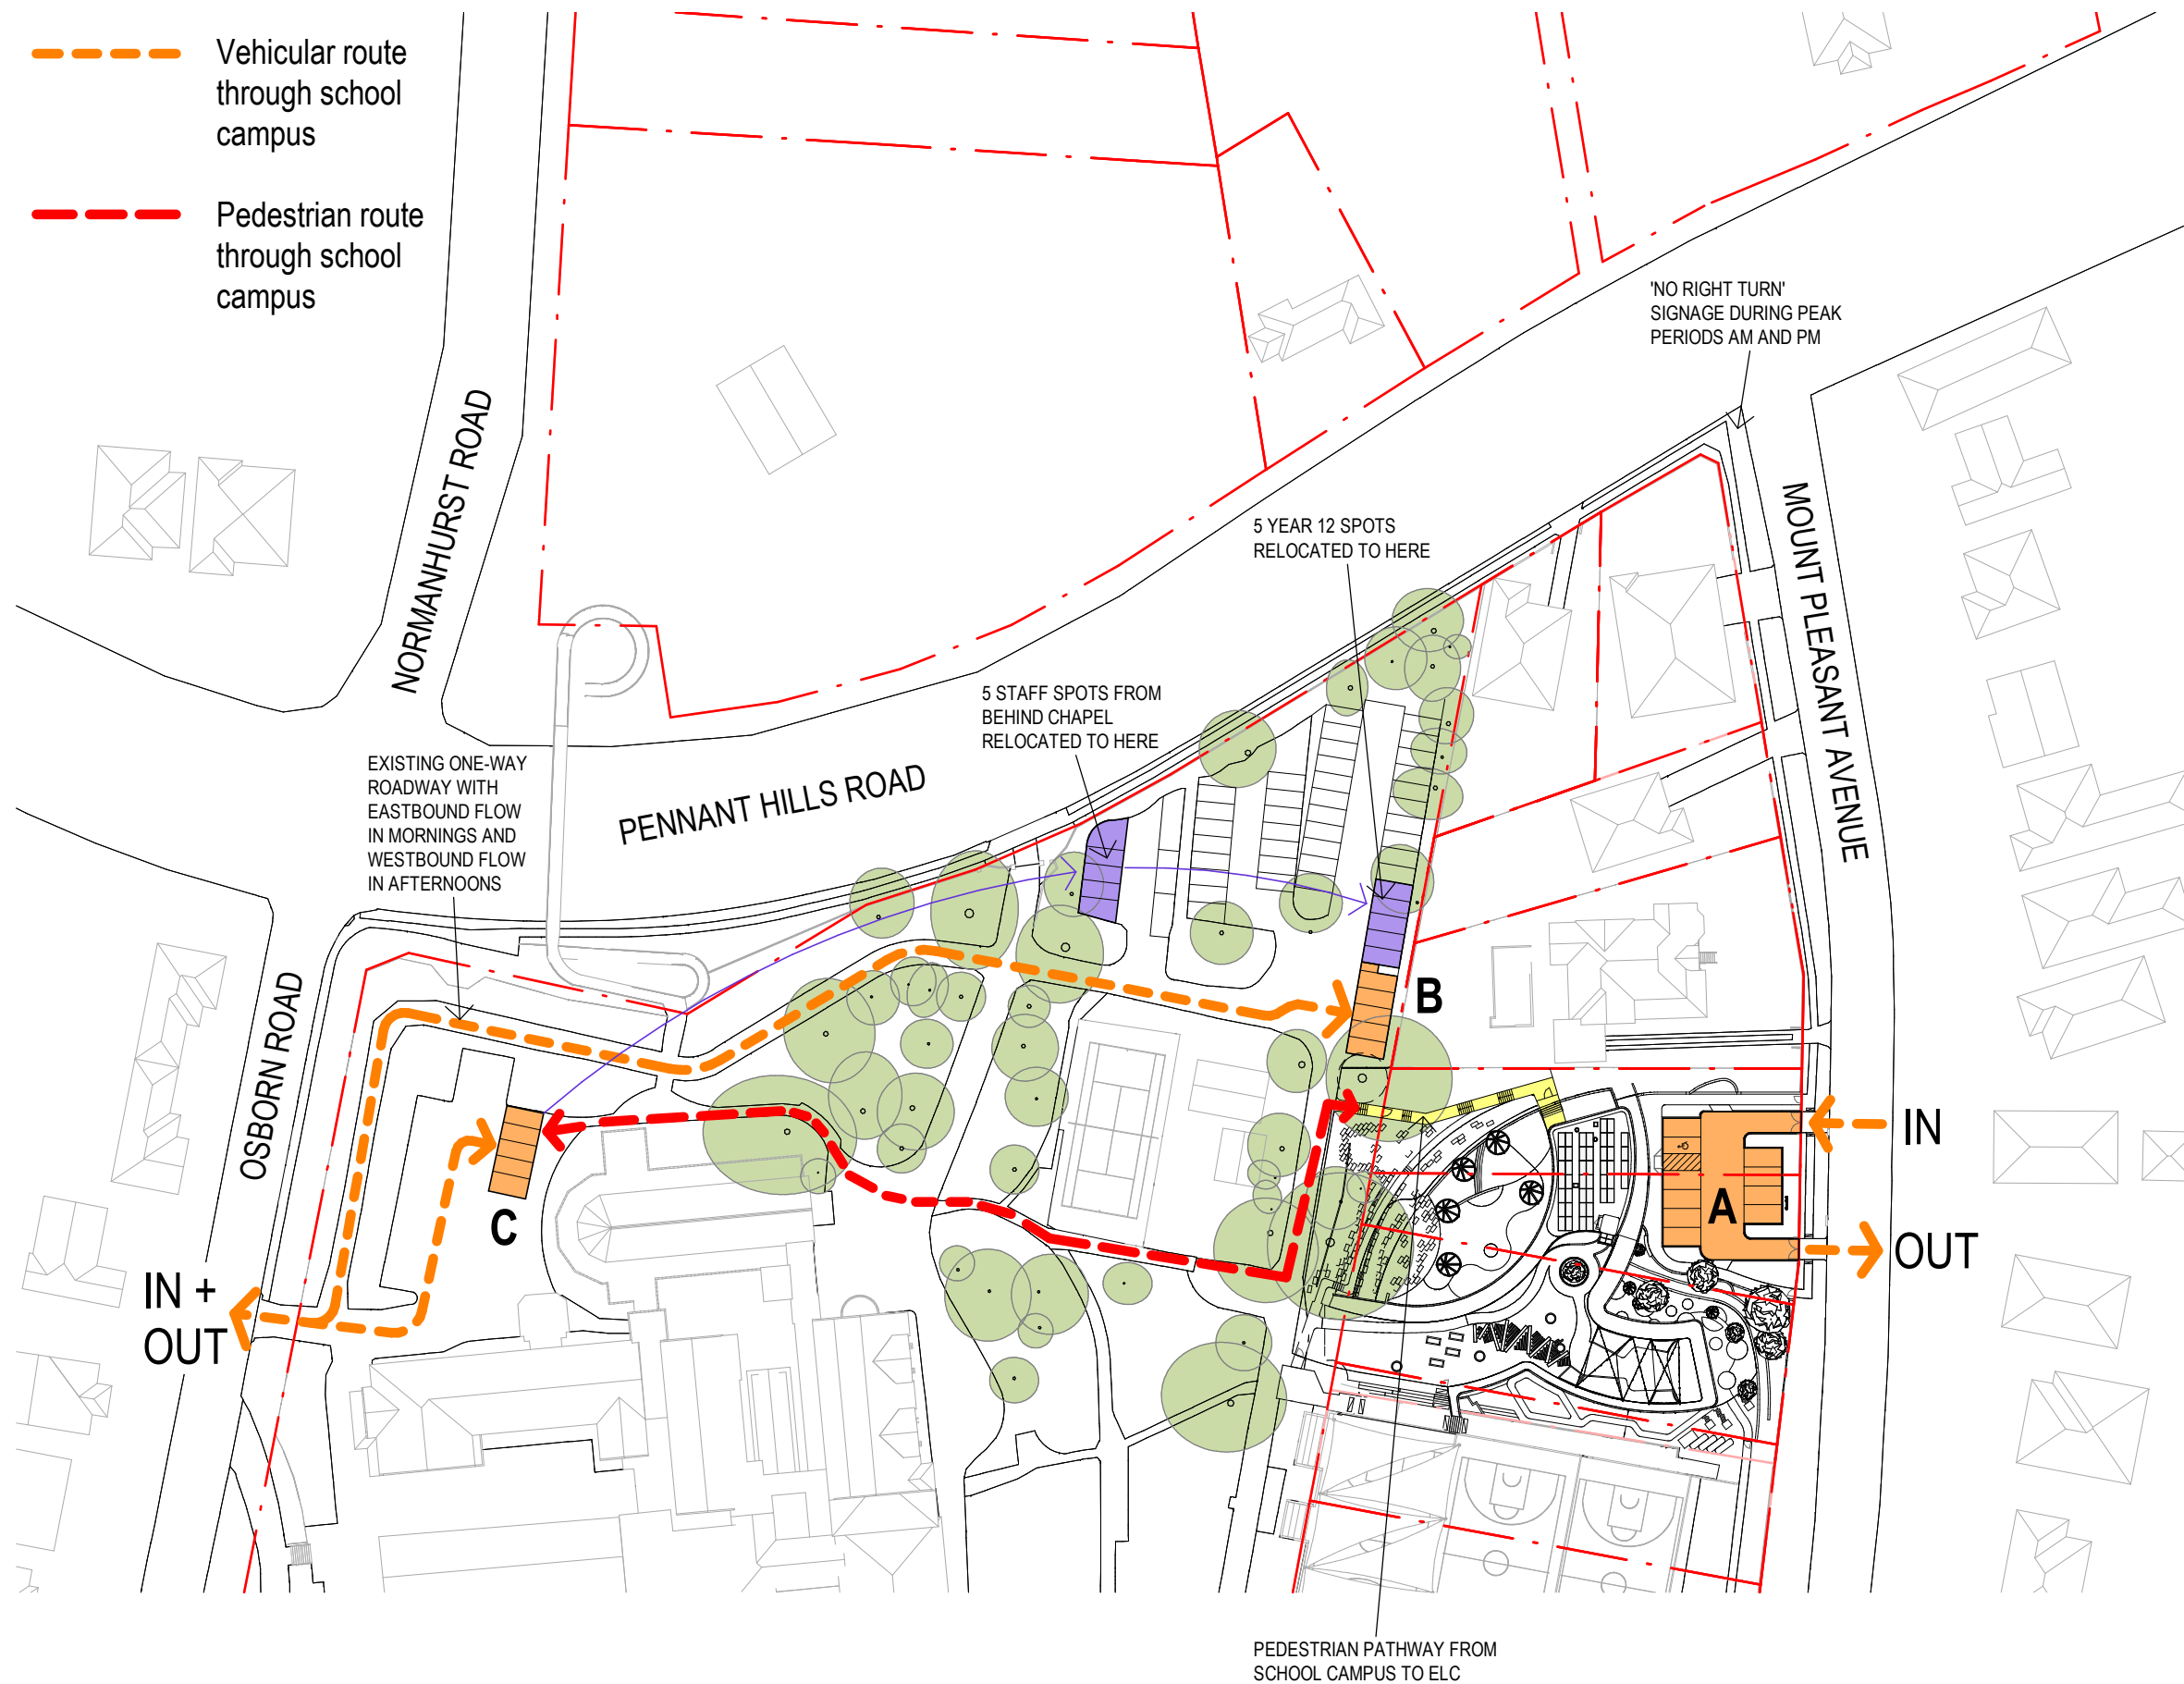 Vehicular route
through school
campus
Pedestrian route
through school
campus
'NO RIGHT TURN'
SIGNAGE DURING PEAK
PERIODS AM AND PM
NORMANHURST ROAD
MOUNT PLEASANT AVENUE
5 YEAR 12 SPOTS
RELOCATED TO HERE
5 STAFF SPOTS FROM
BEHIND CHAPEL
RELOCATED TO HERE
EXISTING ONE-WAY
ROADWAY WITH
EASTBOUND FLOW
IN MORNINGS AND
WESTBOUND FLOW
IN AFTERNOONS
PENNANT HILLS ROAD
OSBORN ROAD
B
IN
A
C
OUT
IN +
OUT
PEDESTRIAN PATHWAY FROM
SCHOOL CAMPUS TO ELC